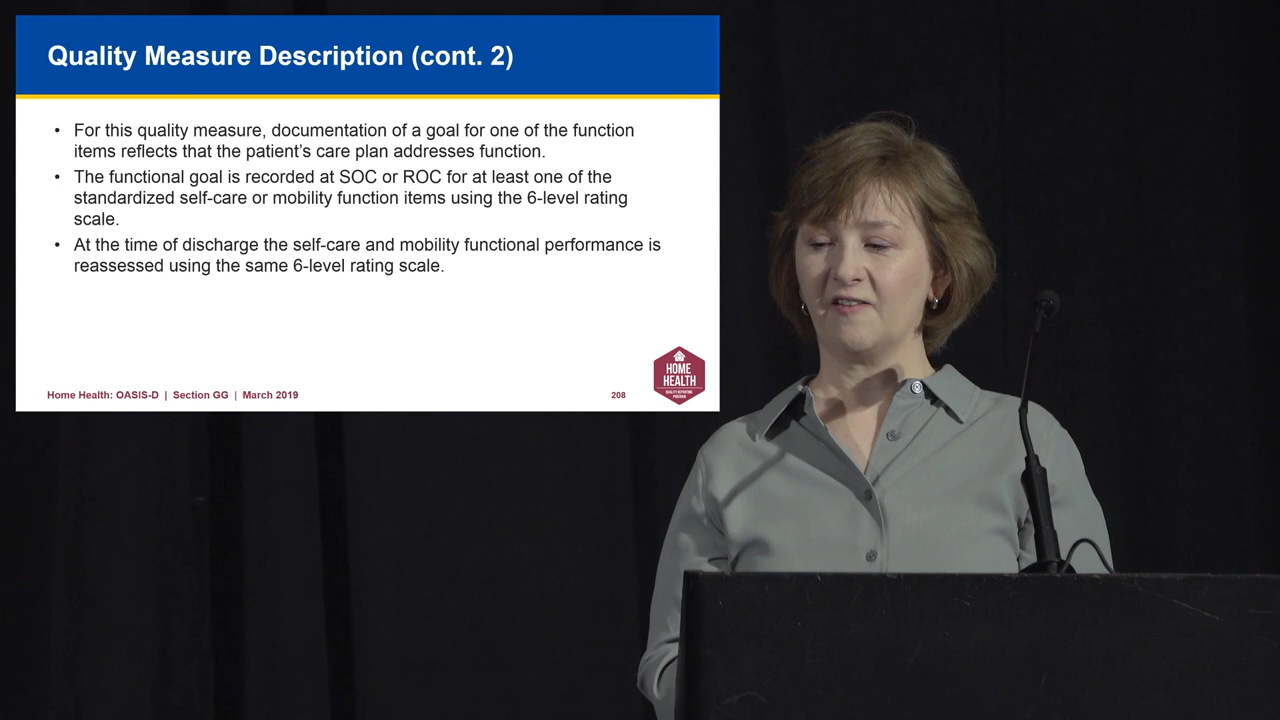 Quality Measure Description (cont. 2)
• For this quality measure, documentation of a goal for one of the function
items reflects that the patient’s care plan addresses function.
• The functional goal is recorded at SOC or ROC for at least one of the
standardized self-care or mobility function items using the 6-level rating
scale.
• At the time of discharge the self-care and mobility functional performance is
reassessed using the same 6-level rating scale.
Home Health: OASIS-D | Section GG | March 2019
208
HOME
HEALTH
QUALITY REPORTING
PROGRAM